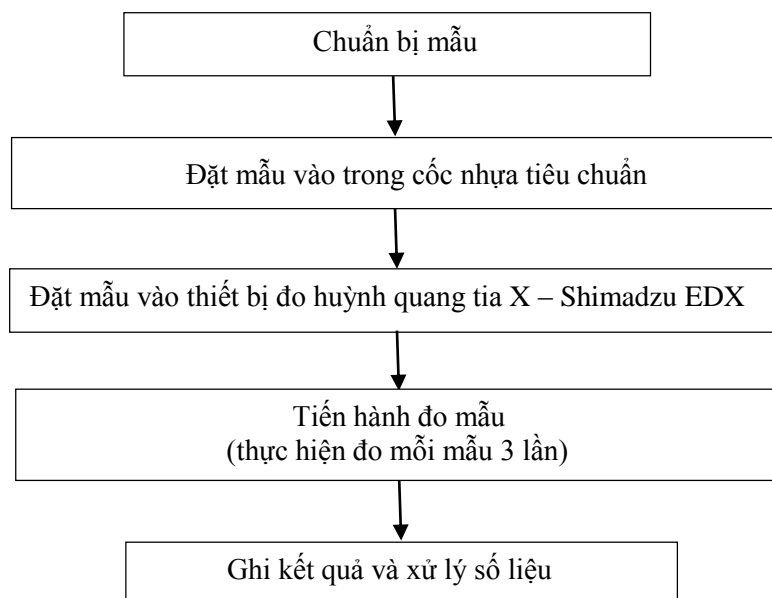 Chuẩn bị mẫu
Đặt mẫu vào trong cốc nhựa tiêu chuẩn
Đặt mẫu vào thiết bị đo huỳnh quang tia X – Shimadzu EDX
Tiến hành đo mẫu
(thực hiện đo mỗi mẫu 3 lần)
Ghi kết quả và xử lý số liệu